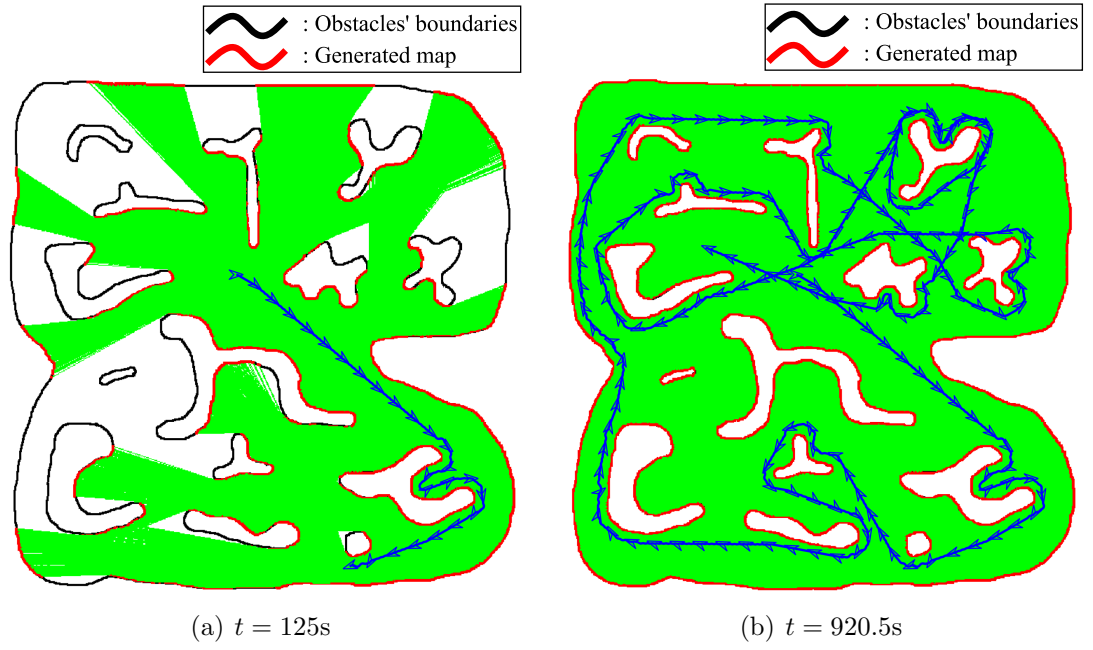 : Obstacles' boundaries
: Generated map
: Obstacles' boundaries
: Generated map
(a) t = 125s
(b) t = 920.5s